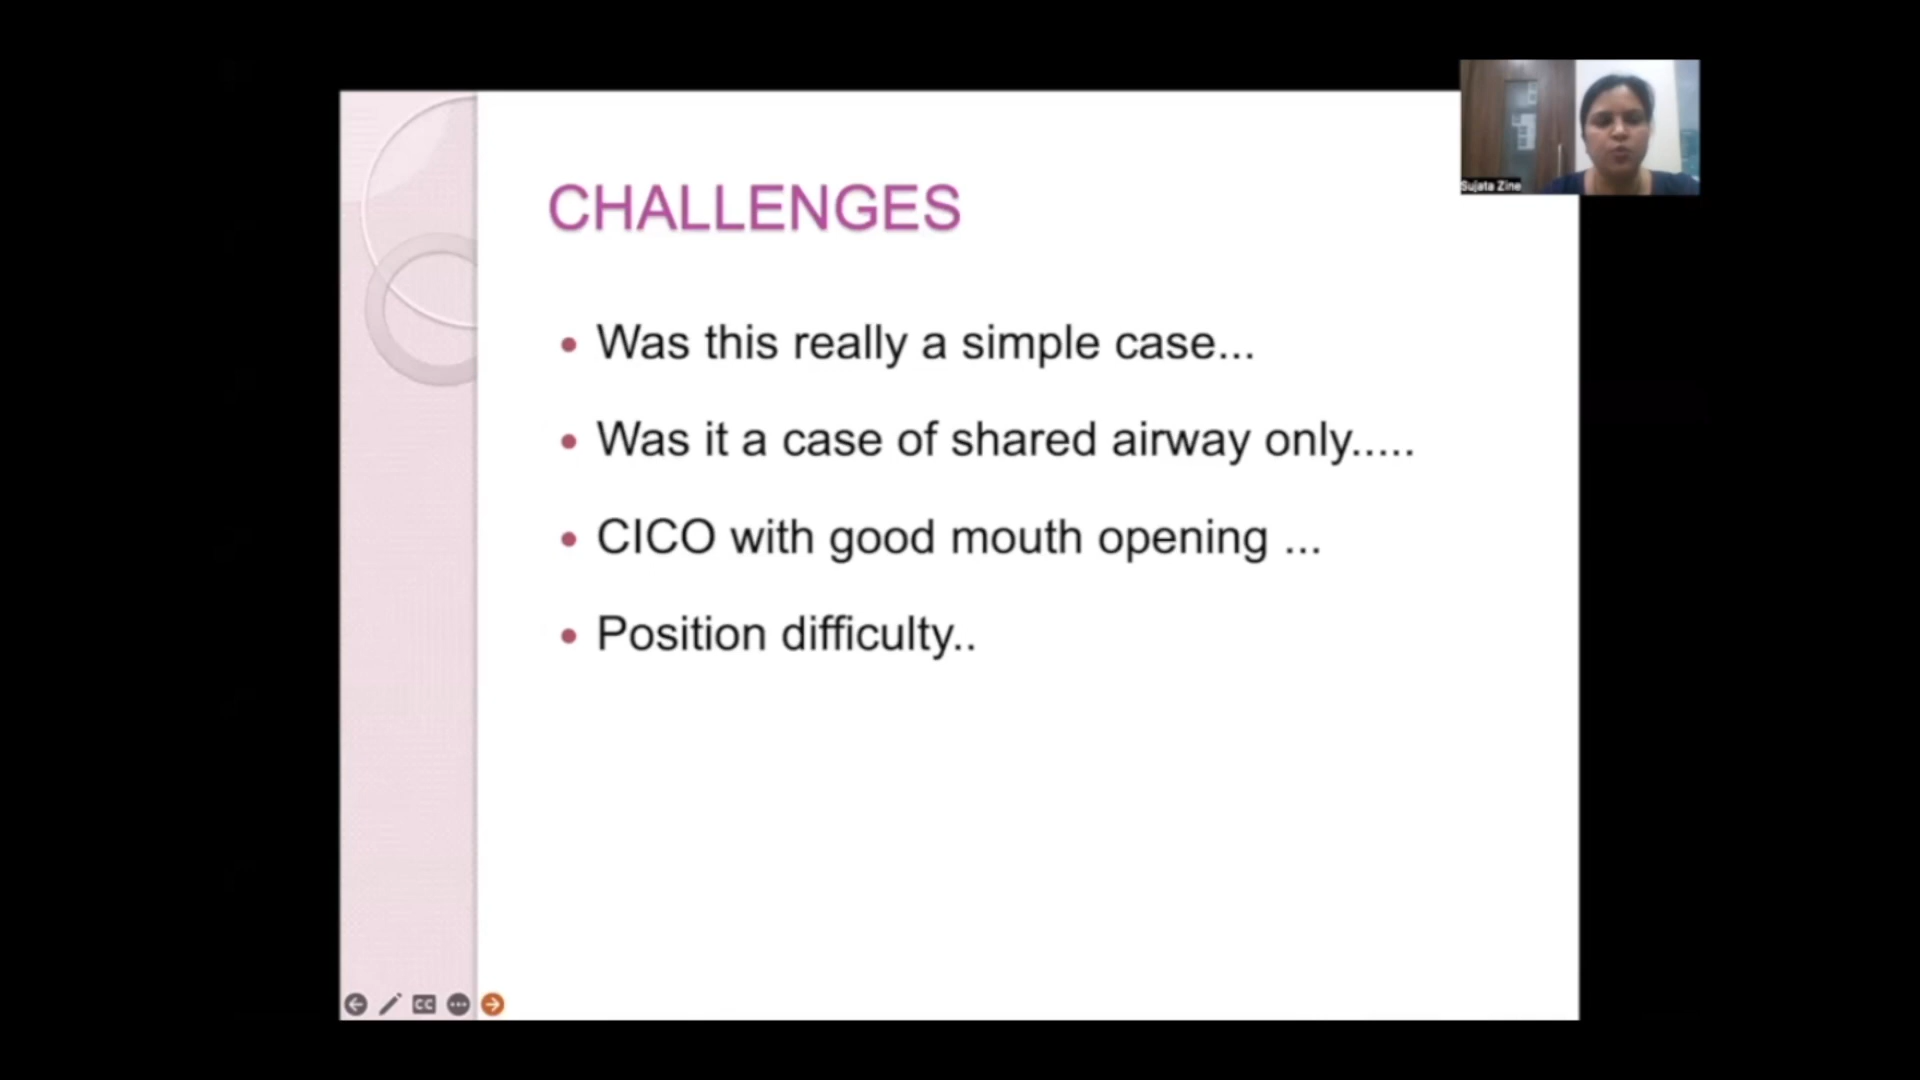 Sujata Zine
CHALLENGES
• Was this really a simple case...
• Was it a case of shared airway only.....
• CICO with good mouth opening ...
• Position difficulty..
CC